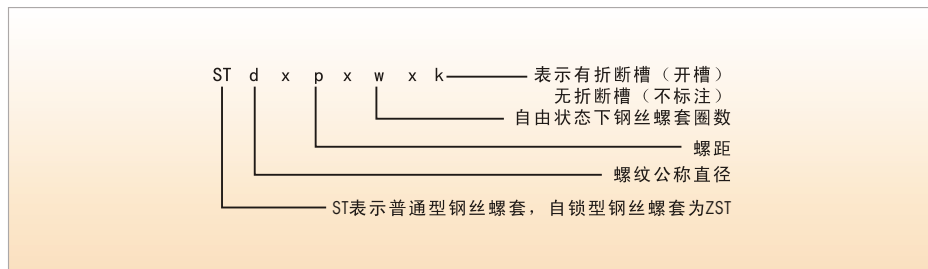 ST d x p x w x k 表示有折断槽（开槽）
无折断槽（不标注）
自由状态下钢丝螺套圈数
螺距
螺纹公称直径
ST表示普通型钢丝螺套，自锁型钢丝螺套为ZST